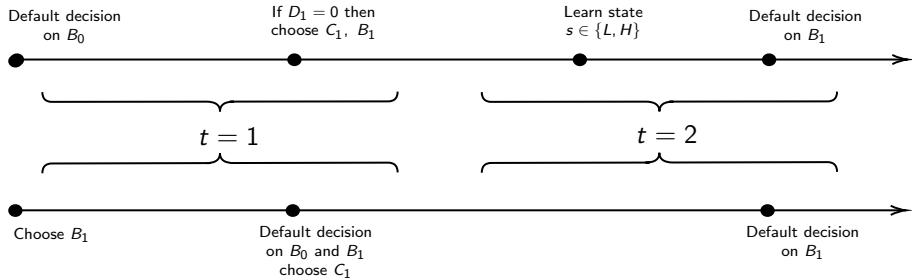 Default decision
on B₀
If D₁ = 0 then
choose C₁, B₁
Learn state
s ∈ {L, H}
Default decision
on B₁
t = 1
t = 2
Choose B₁
Default decision
on B₀ and B₁
choose C₁
Default decision
on B₁